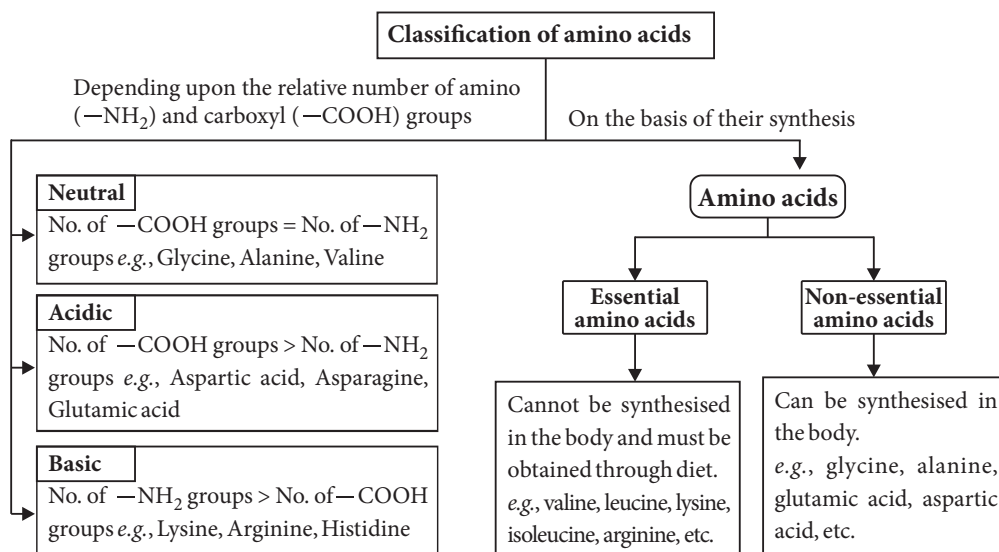 Classification of amino acids
Depending upon the relative number of amino
(—NH₂) and carboxyl (—COOH) groups
On the basis of their synthesis
Neutral
No. of —COOH groups = No. of —NH₂
groups e.g., Glycine, Alanine, Valine
Acidic
No. of —COOH groups > No. of —NH₂
groups e.g., Aspartic acid, Asparagine,
Glutamic acid
Basic
No. of —NH₂ groups > No. of —COOH
groups e.g., Lysine, Arginine, Histidine
Amino acids
Essential
amino acids
Cannot be synthesised
in the body and must be
obtained through diet.
e.g., valine, leucine, lysine,
isoleucine, arginine, etc.
Non-essential
amino acids
Can be synthesised in
the body.
e.g., glycine, alanine,
glutamic acid, aspartic
acid, etc.